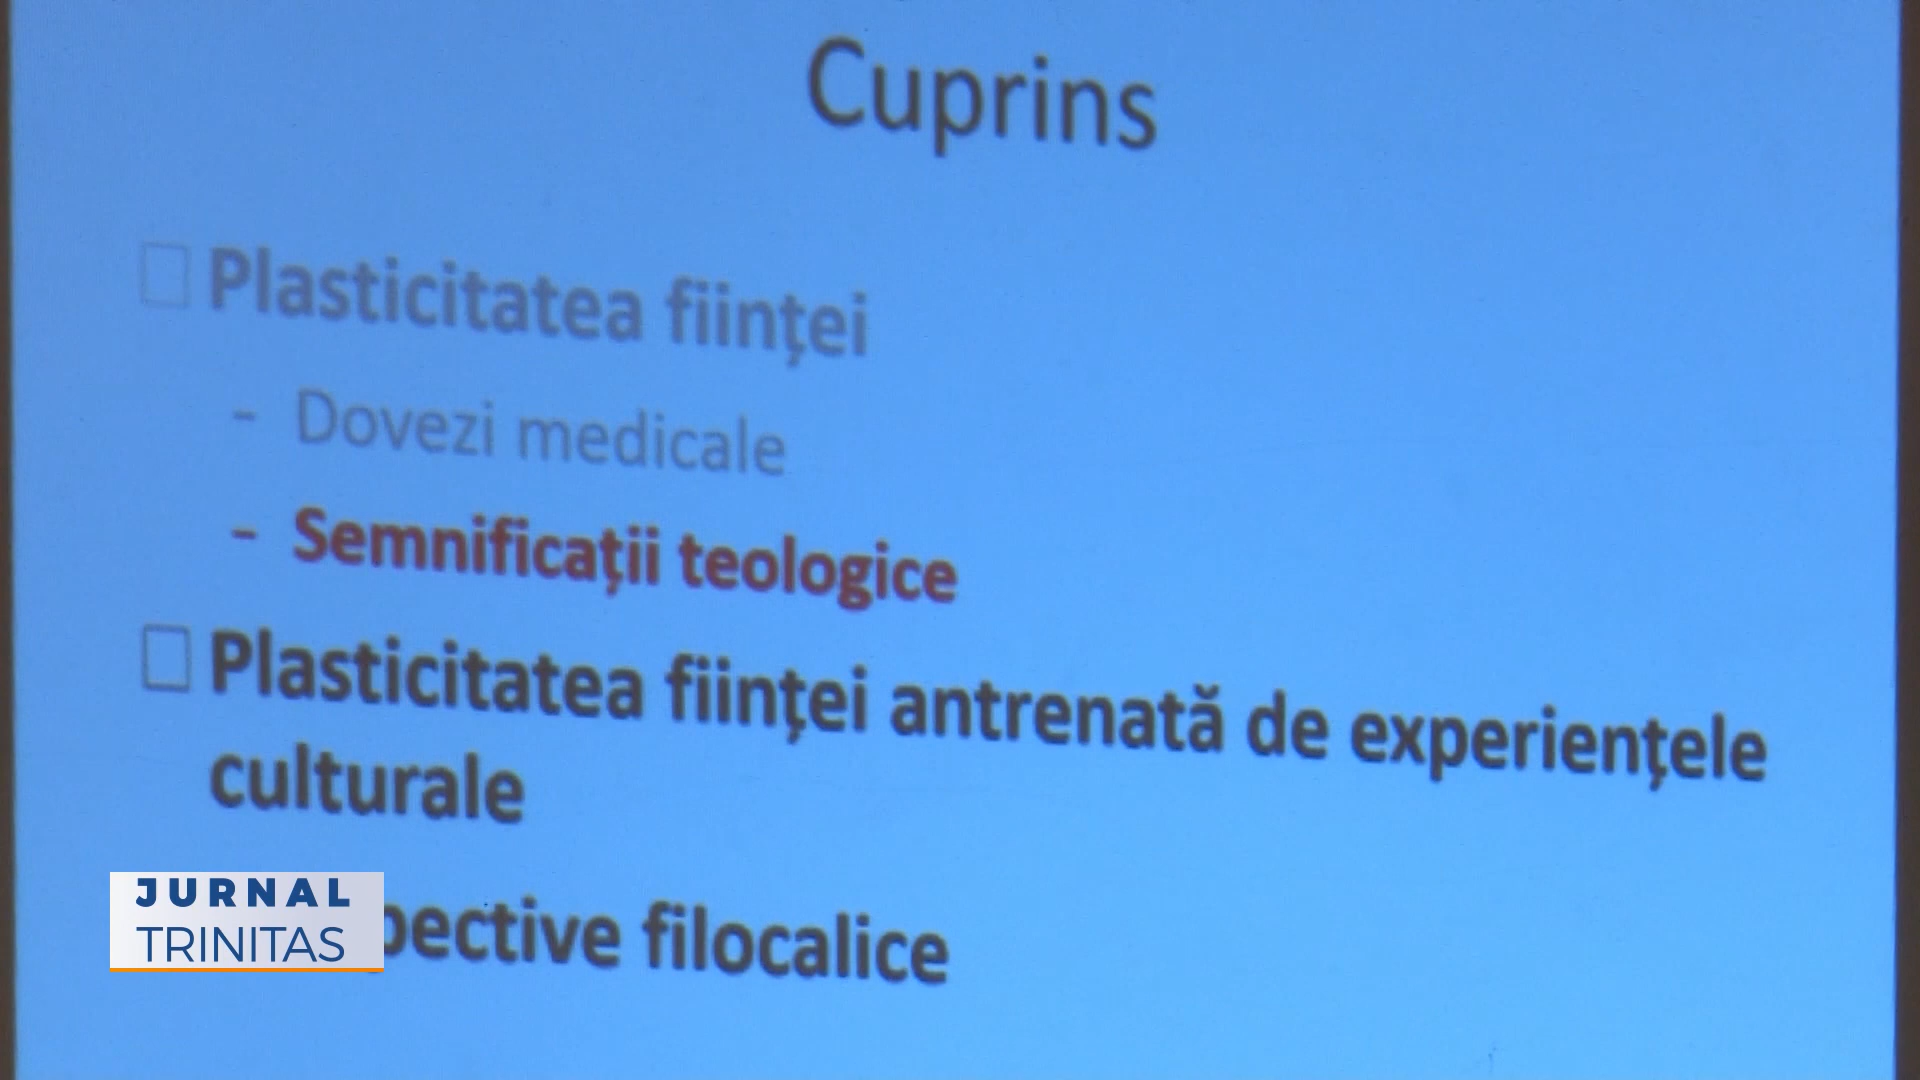 Cuprins
Plasticitatea ființei
- Dovezi medicale
- Semnificații teologice
Plasticitatea ființei antrenată de experiențele
culturale
filocalice
JURNAL
TRINITAS